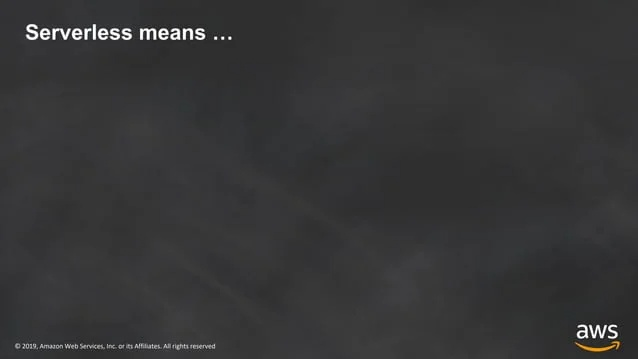 Serverless means …
aws
© 2019, Amazon Web Services, Inc. or its Affiliates. All rights reserved